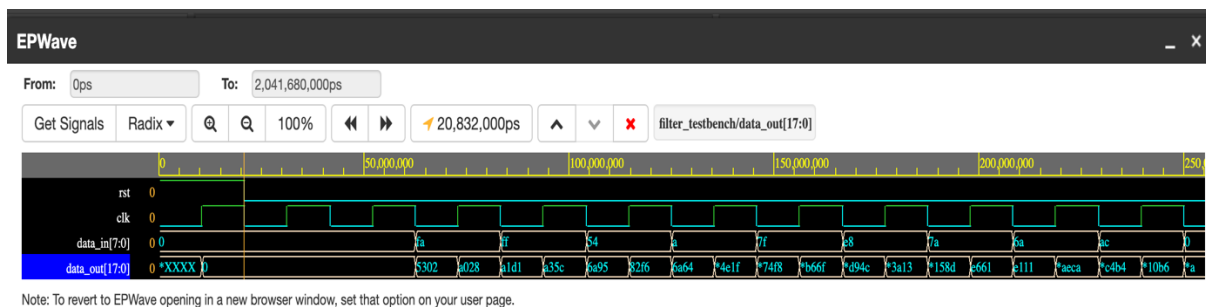 EPWave
From: 0ps To: 2,041,680,000ps
Get Signals Radix 100% 20,832,000ps filter_testbench/data_out[17:0]
0 50,000,000 100,000,000 150,000,000 200,000,000 250,
rst 0
clk 0
data_in[7:0] 0 0 fa ff 54 a 7f e8 7a 6a ac 0
data_out[17:0] 0 *XXXX 0 5302 a028 a1d1 a35c 6a95 82f6 6a64 *4e1f *74f8 *b66f *d94c *3a13 *158d e661 e111 *aeca *c4b4 *10b6 *a
Note: To revert to EPWave opening in a new browser window, set that option on your user page.